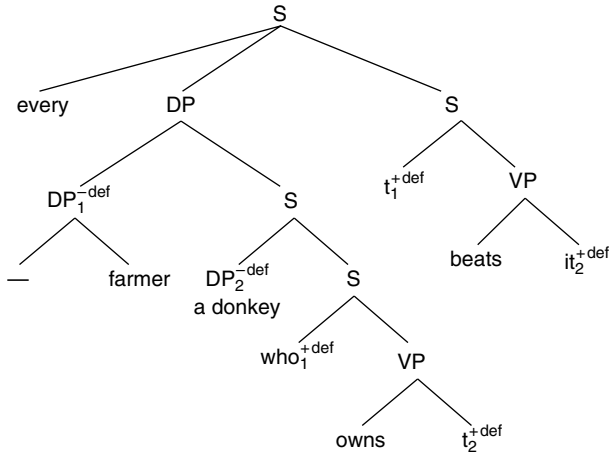 S
every DP S
DP₁⁻ᵈᵉᶠ S t₁⁺ᵈᵉᶠ VP
— farmer DP₂⁻ᵈᵉᶠ S beats it₂⁺ᵈᵉᶠ
a donkey
who₁⁺ᵈᵉᶠ VP
owns t₂⁺ᵈᵉᶠ